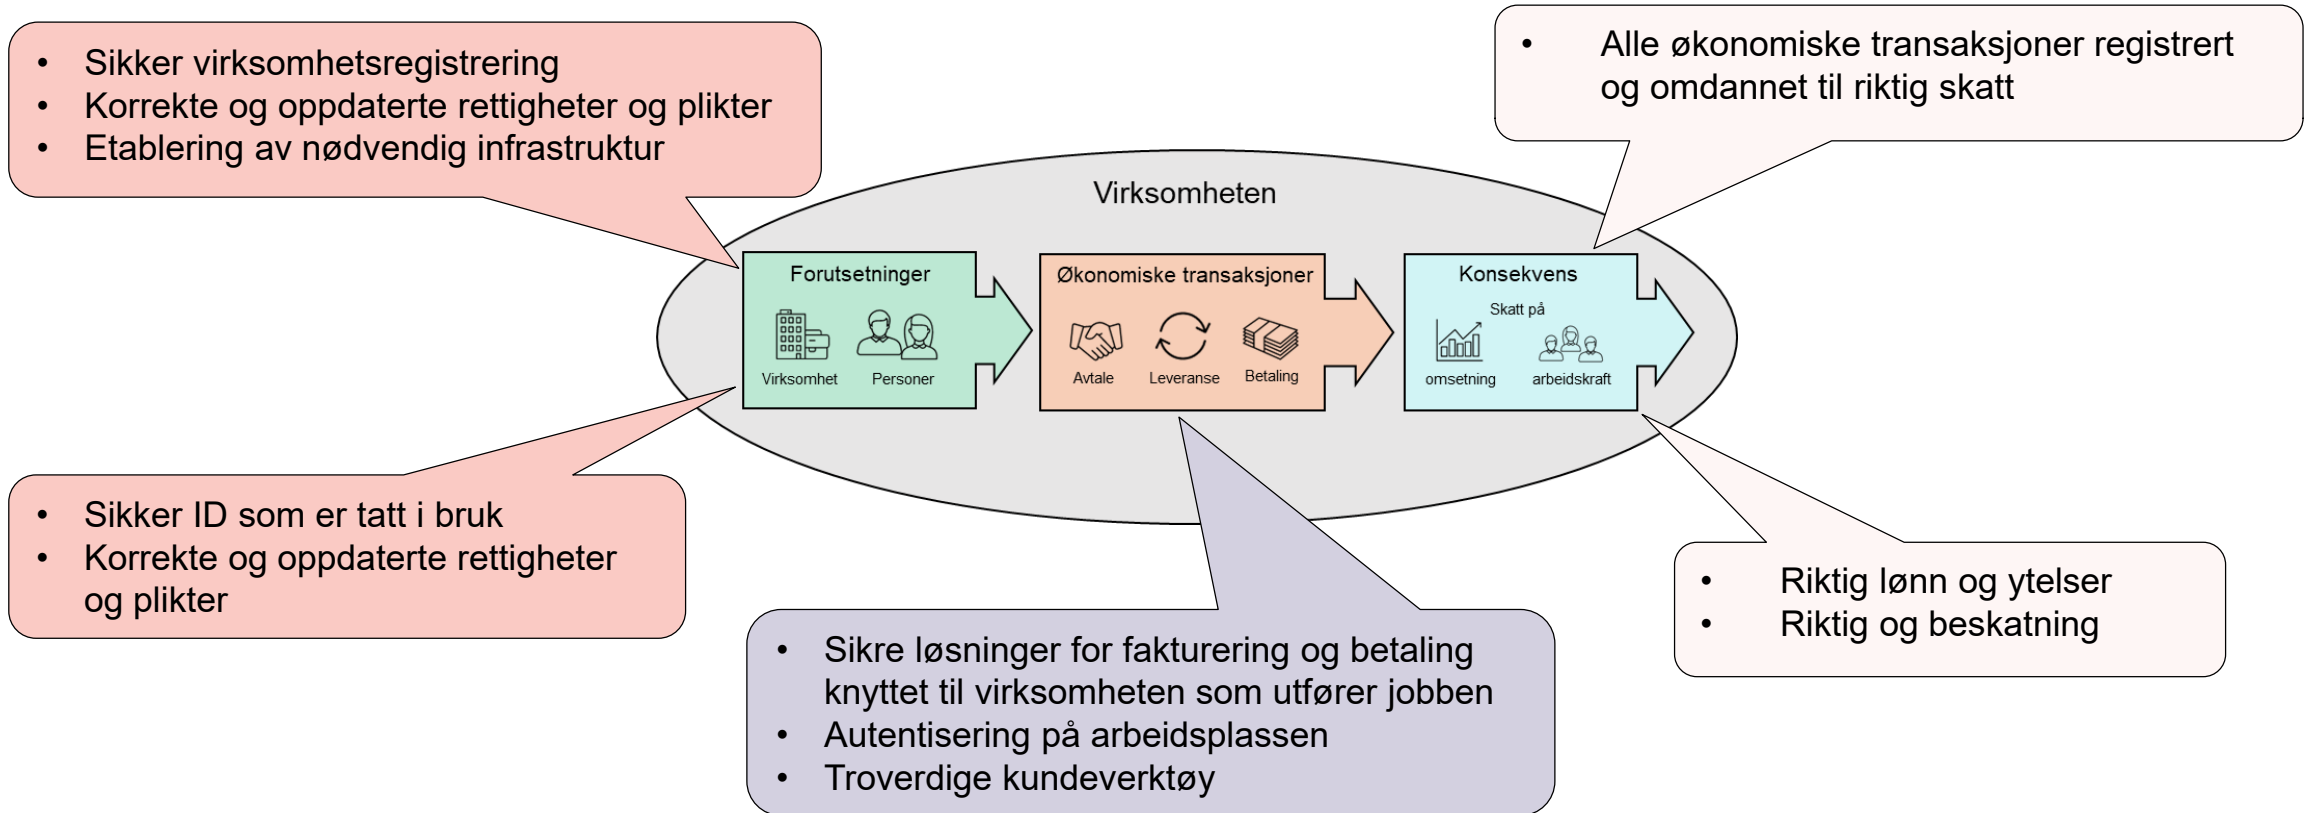 • Sikker virksomhetsregistrering
• Korrekte og oppdaterte rettigheter og plikter
• Etablering av nødvendig infrastruktur
• Alle økonomiske transaksjoner registrert
og omdannet til riktig skatt
Virksomheten
Forutsetninger
Virksomhet Personer
Økonomiske transaksjoner
Avtale Leveranse Betaling
Konsekvens
Skatt på
omsetning arbeidskraft
• Sikker ID som er tatt i bruk
• Korrekte og oppdaterte rettigheter
og plikter
• Sikre løsninger for fakturering og betaling
knyttet til virksomheten som utfører jobben
• Autentisering på arbeidsplassen
• Troverdige kundeverktøy
• Riktig lønn og ytelser
• Riktig og beskatning